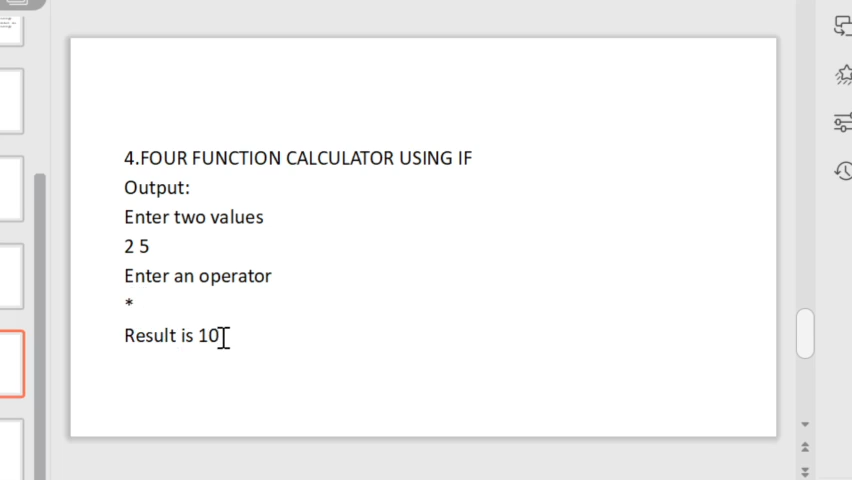 4.FOUR FUNCTION CALCULATOR USING IF
Output:
Enter two values
2 5
Enter an operator
*
Result is 10